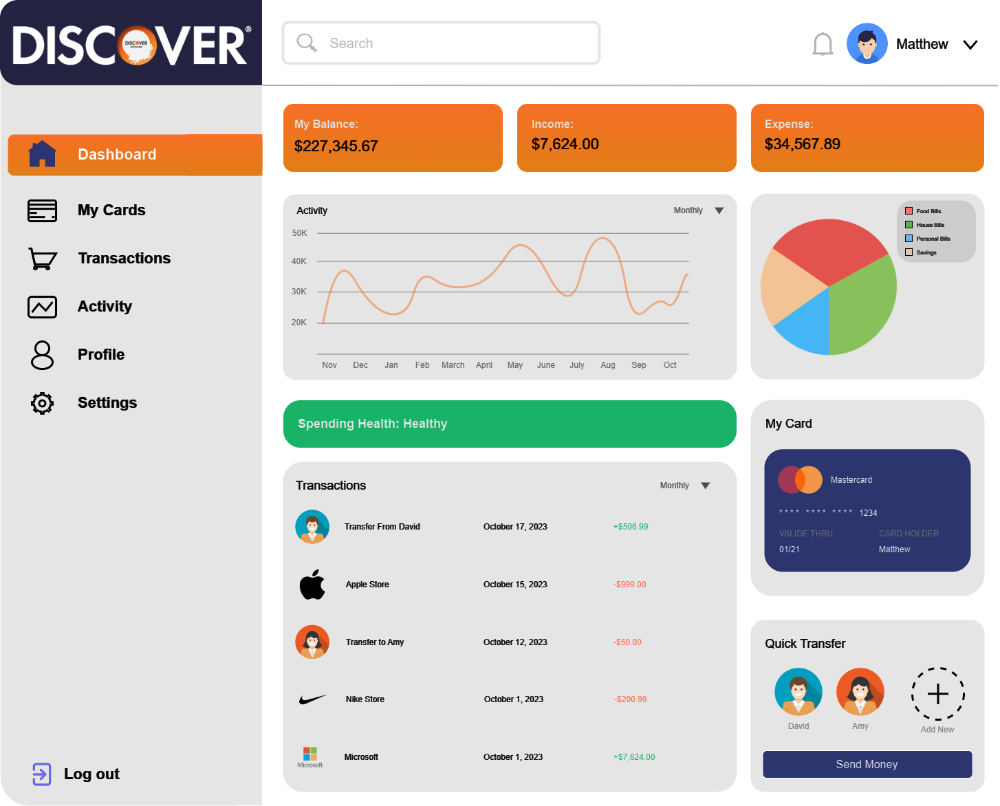 DISCOVER®
DISCOVER
NETWORK
Search
Matthew
Dashboard
My Cards
Transactions
Activity
Profile
Settings
Log out
My Balance:
$227,345.67
Income:
$7,624.00
Expense:
$34,567.89
Activity
Monthly
50K
40K
30K
20K
Nov Dec Jan Feb March April May June July Aug Sep Oct
Food Bills
House Bills
Personal Bills
Savings
Spending Health: Healthy
Transactions
Monthly
Transfer From David October 17, 2023 +$506.99
Apple Store October 15, 2023 -$999.00
Transfer to Amy October 12, 2023 -$50.00
Nike Store October 1, 2023 -$200.99
Microsoft
Microsoft October 1, 2023 +$7,624.00
My Card
Mastercard
**** **** **** 1234
VALIDE THRU CARD HOLDER
01/21 Matthew
Quick Transfer
David Amy Add New
Send Money